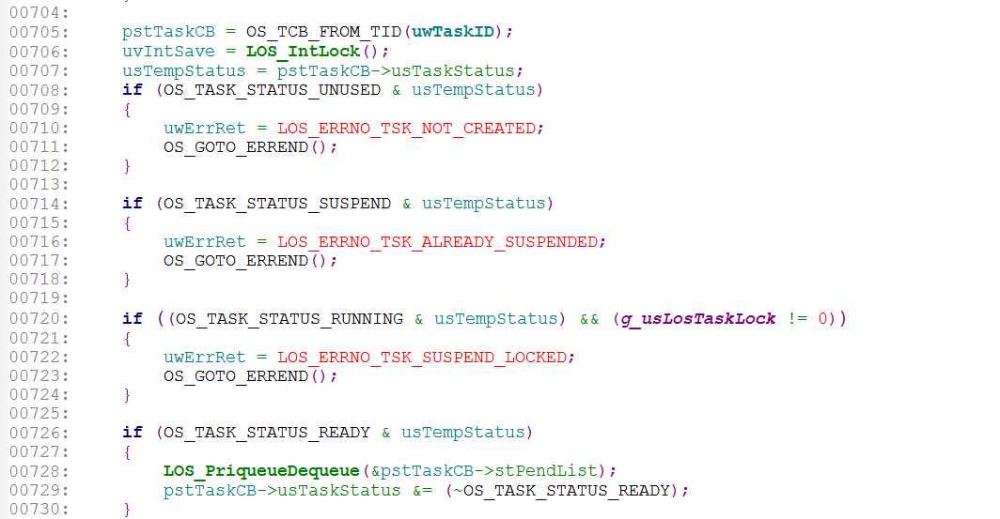 00704:
00705:     pstTaskCB = OS_TCB_FROM_TID(uwTaskID);
00706:     uvIntSave = LOS_IntLock();
00707:     usTempStatus = pstTaskCB->usTaskStatus;
00708:     if (OS_TASK_STATUS_UNUSED & usTempStatus)
00709:     {
00710:         uwErrRet = LOS_ERRNO_TSK_NOT_CREATED;
00711:         OS_GOTO_ERREND();
00712:     }
00713:
00714:     if (OS_TASK_STATUS_SUSPEND & usTempStatus)
00715:     {
00716:         uwErrRet = LOS_ERRNO_TSK_ALREADY_SUSPENDED;
00717:         OS_GOTO_ERREND();
00718:     }
00719:
00720:     if ((OS_TASK_STATUS_RUNNING & usTempStatus) && (g_usLosTaskLock != 0))
00721:     {
00722:         uwErrRet = LOS_ERRNO_TSK_SUSPEND_LOCKED;
00723:         OS_GOTO_ERREND();
00724:     }
00725:
00726:     if (OS_TASK_STATUS_READY & usTempStatus)
00727:     {
00728:         LOS_PriqueueDequeue(&pstTaskCB->stPendList);
00729:         pstTaskCB->usTaskStatus &= (~OS_TASK_STATUS_READY);
00730:     }